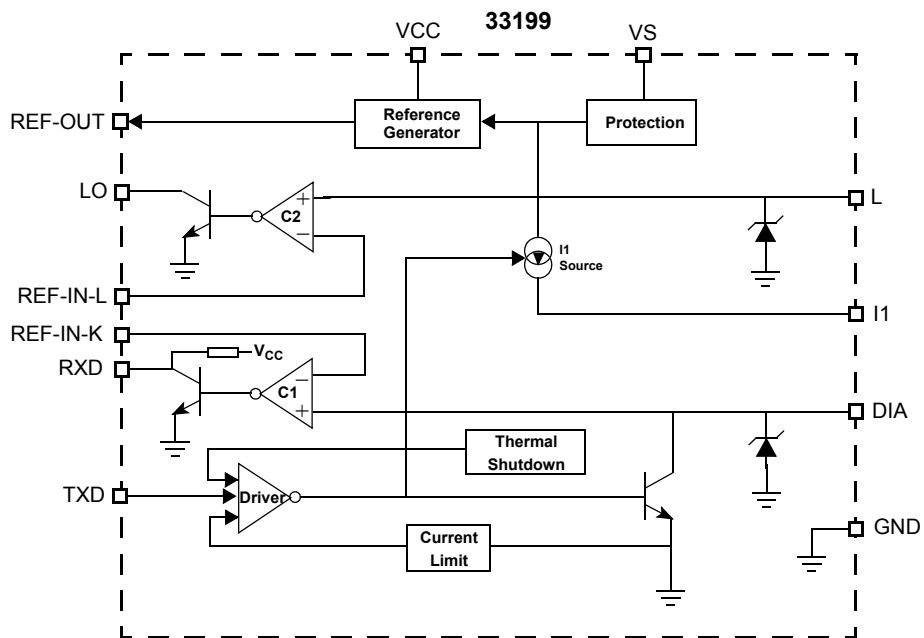 33199
VCC
VS
REF-OUT
Reference
Generator
Protection
LO
+
C2
−
L
I1
Source
REF-IN-L
REF-IN-K
I1
RXD
VCC
−
C1
+
DIA
Thermal
Shutdown
TXD
Driver
GND
Current
Limit